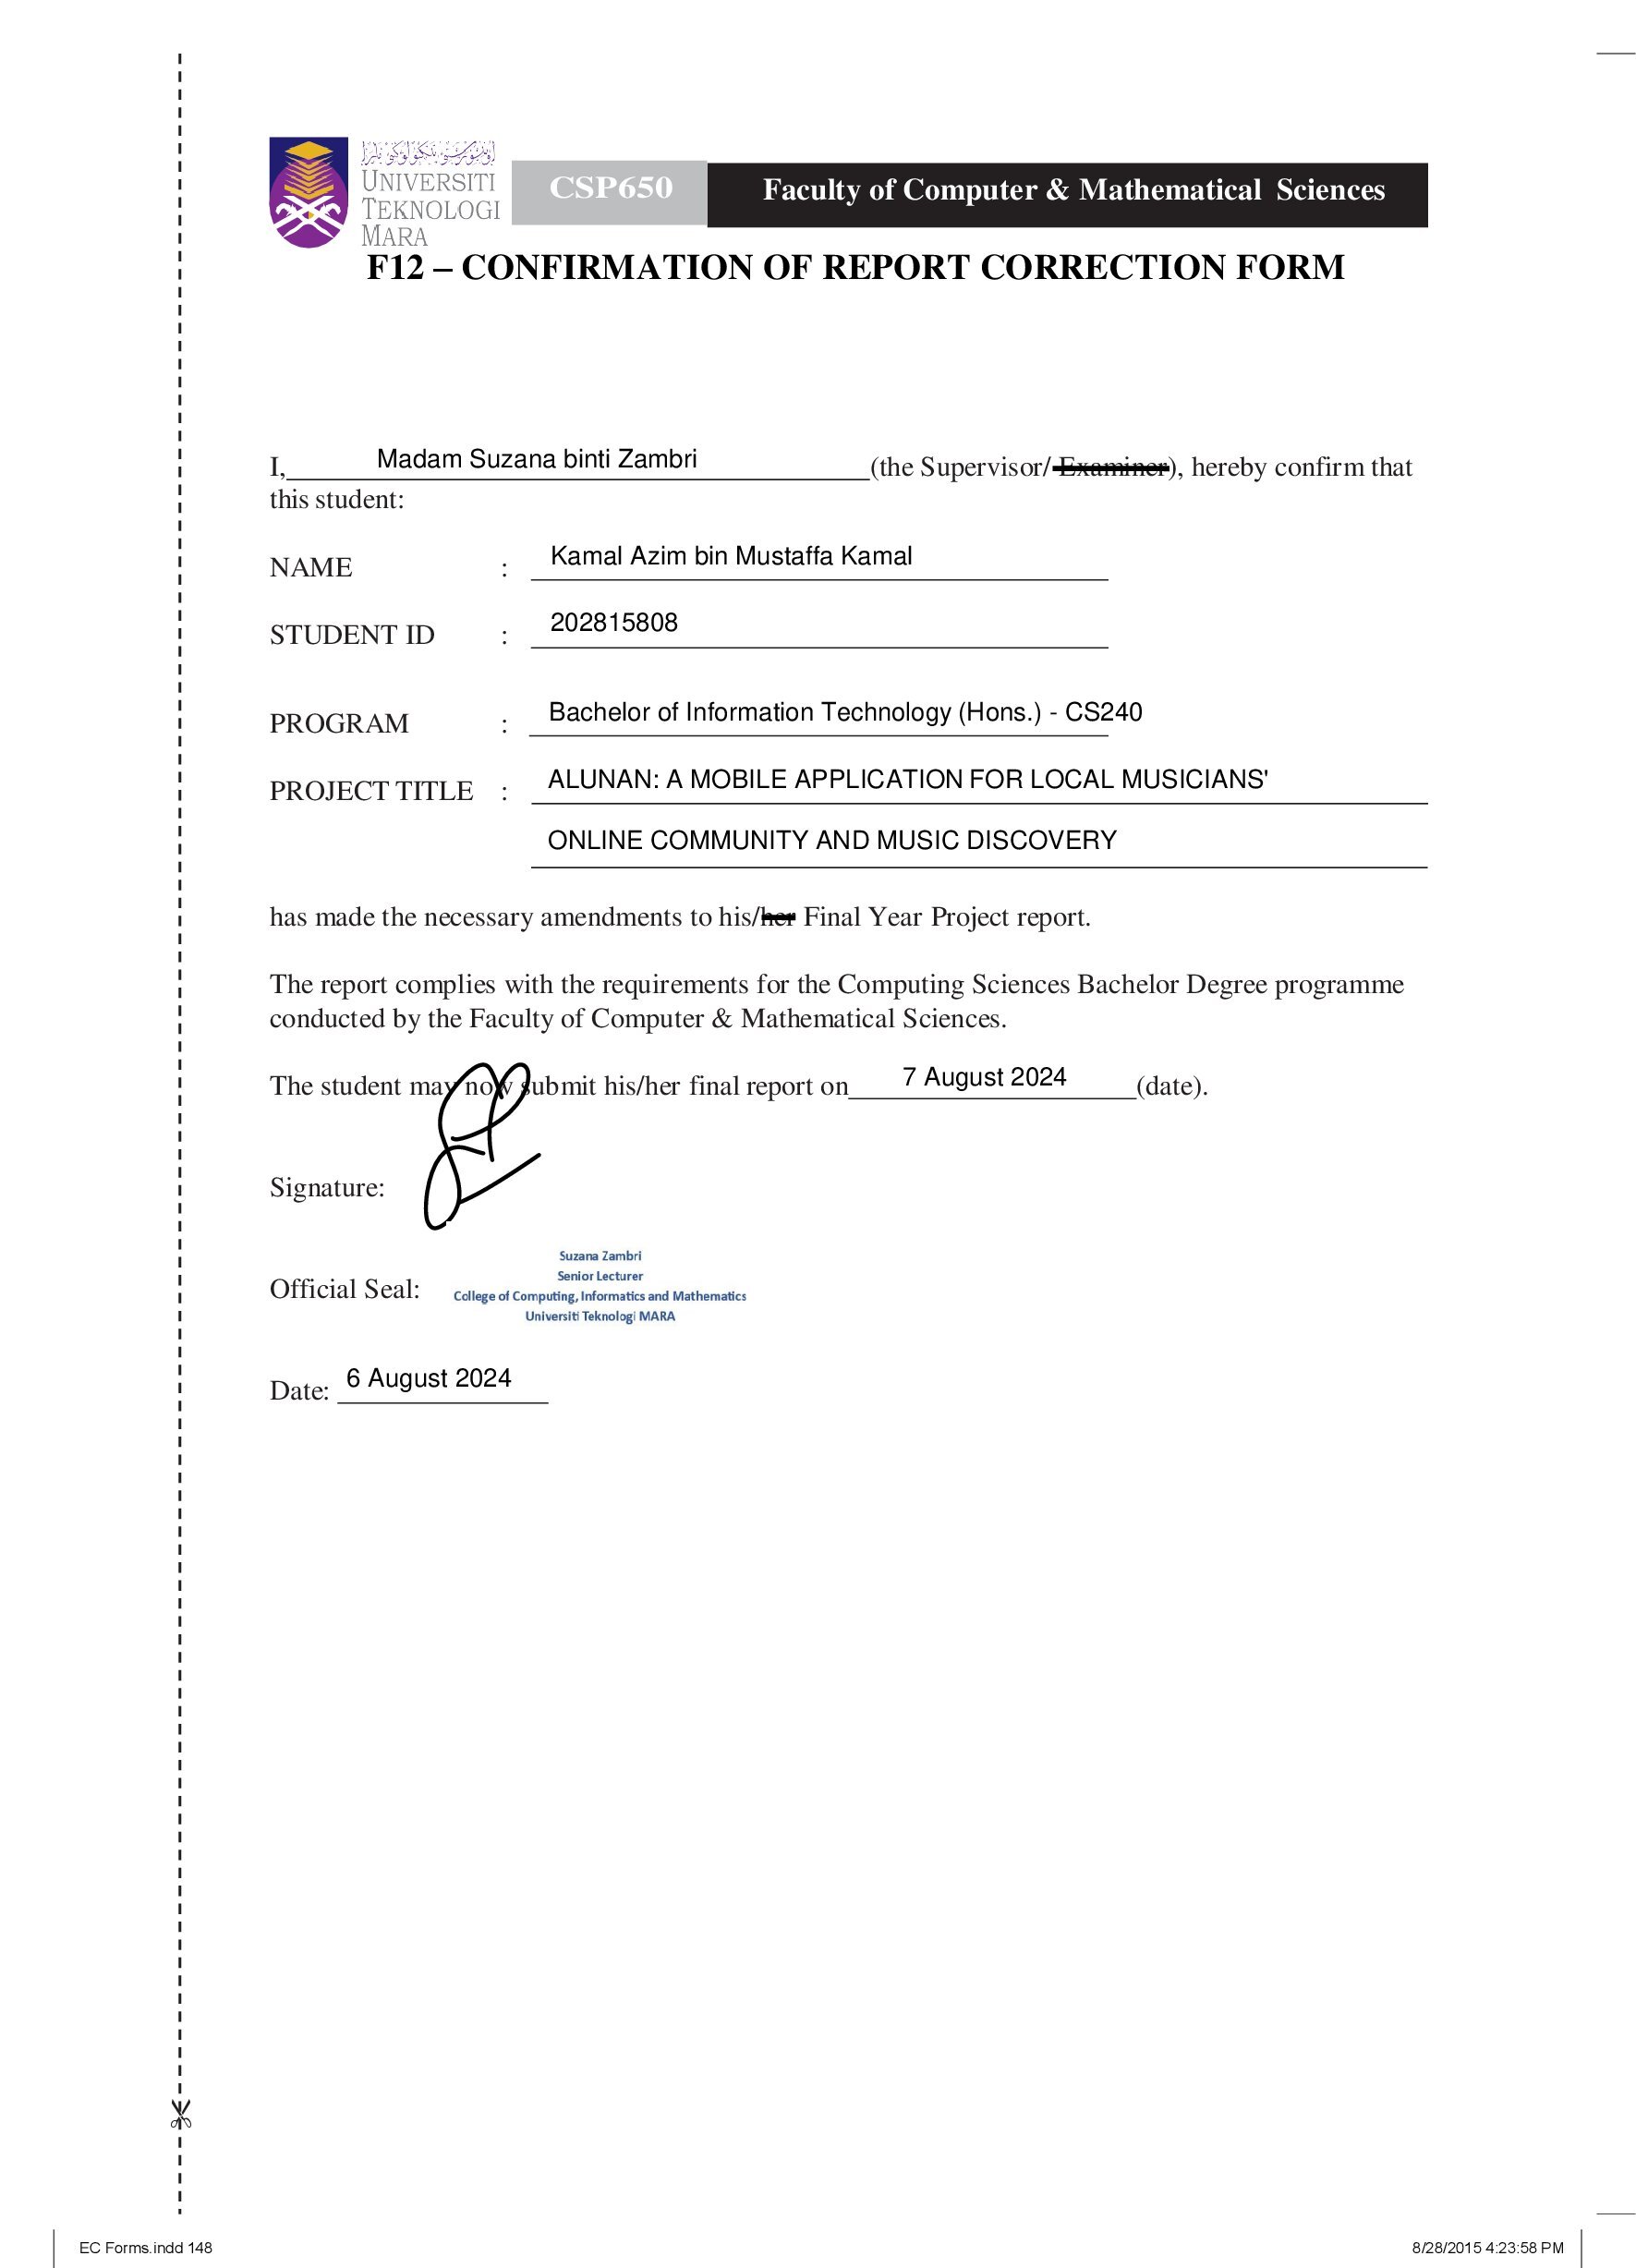 UNIVERSITI
TEKNOLOGI
MARA
CSP650
Faculty of Computer & Mathematical Sciences
F12 – CONFIRMATION OF REPORT CORRECTION FORM
I, Madam Suzana binti Zambri (the Supervisor/ Examiner), hereby confirm that
this student:
NAME : Kamal Azim bin Mustaffa Kamal
STUDENT ID : 202815808
PROGRAM : Bachelor of Information Technology (Hons.) - CS240
PROJECT TITLE : ALUNAN: A MOBILE APPLICATION FOR LOCAL MUSICIANS'
ONLINE COMMUNITY AND MUSIC DISCOVERY
has made the necessary amendments to his/her Final Year Project report.
The report complies with the requirements for the Computing Sciences Bachelor Degree programme
conducted by the Faculty of Computer & Mathematical Sciences.
The student may now submit his/her final report on 7 August 2024 (date).
Signature:
Official Seal:
Suzana Zambri
Senior Lecturer
College of Computing, Informatics and Mathematics
Universiti Teknologi MARA
Date: 6 August 2024
EC Forms.indd 148
8/28/2015 4:23:58 PM